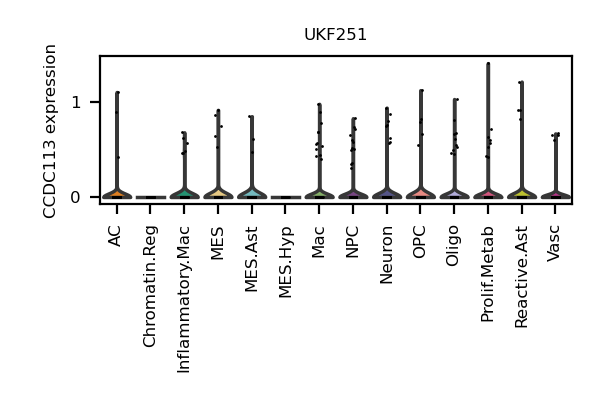 UKF251
CCDC113 expression
1
0
AC
Chromatin.Reg
Inflammatory.Mac
MES
MES.Ast
MES.Hyp
Mac
NPC
Neuron
OPC
Oligo
Prolif.Metab
Reactive.Ast
Vasc